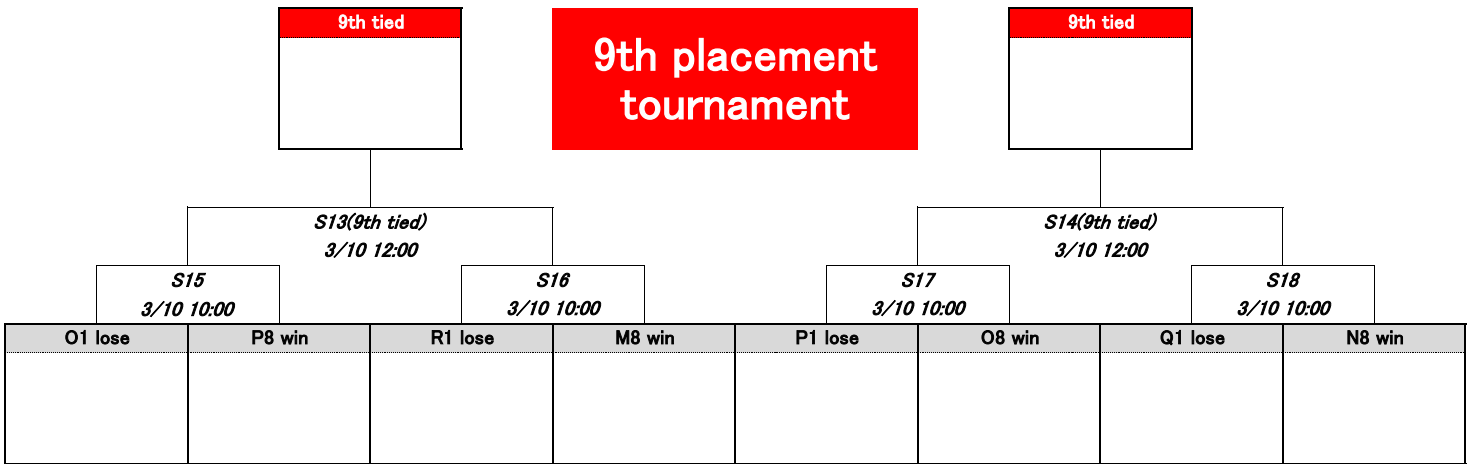 9th tied
9th placement
tournament
9th tied
S13(9th tied)
3/10 12:00
S14(9th tied)
3/10 12:00
S15
3/10 10:00
S16
3/10 10:00
S17
3/10 10:00
S18
3/10 10:00
O1 lose
P8 win
R1 lose
M8 win
P1 lose
O8 win
Q1 lose
N8 win